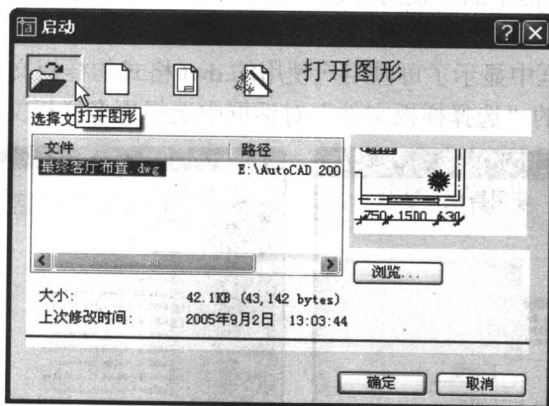 启动
打开图形
选择文
打开图形
文件 路径
最终客厅布置.dwg E:\AutoCAD 200
750 1500 630
浏览...
大小: 42.1KB (43,142 bytes)
上次修改时间: 2005年9月2日 13:03:44
确定 取消